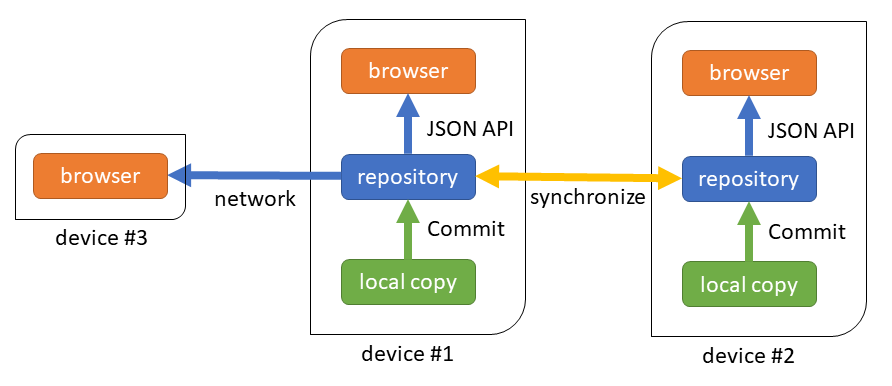 browser
browser
JSON API
JSON API
browser
repository
repository
network
synchronize
device #3
Commit
Commit
local copy
local copy
device #1
device #2